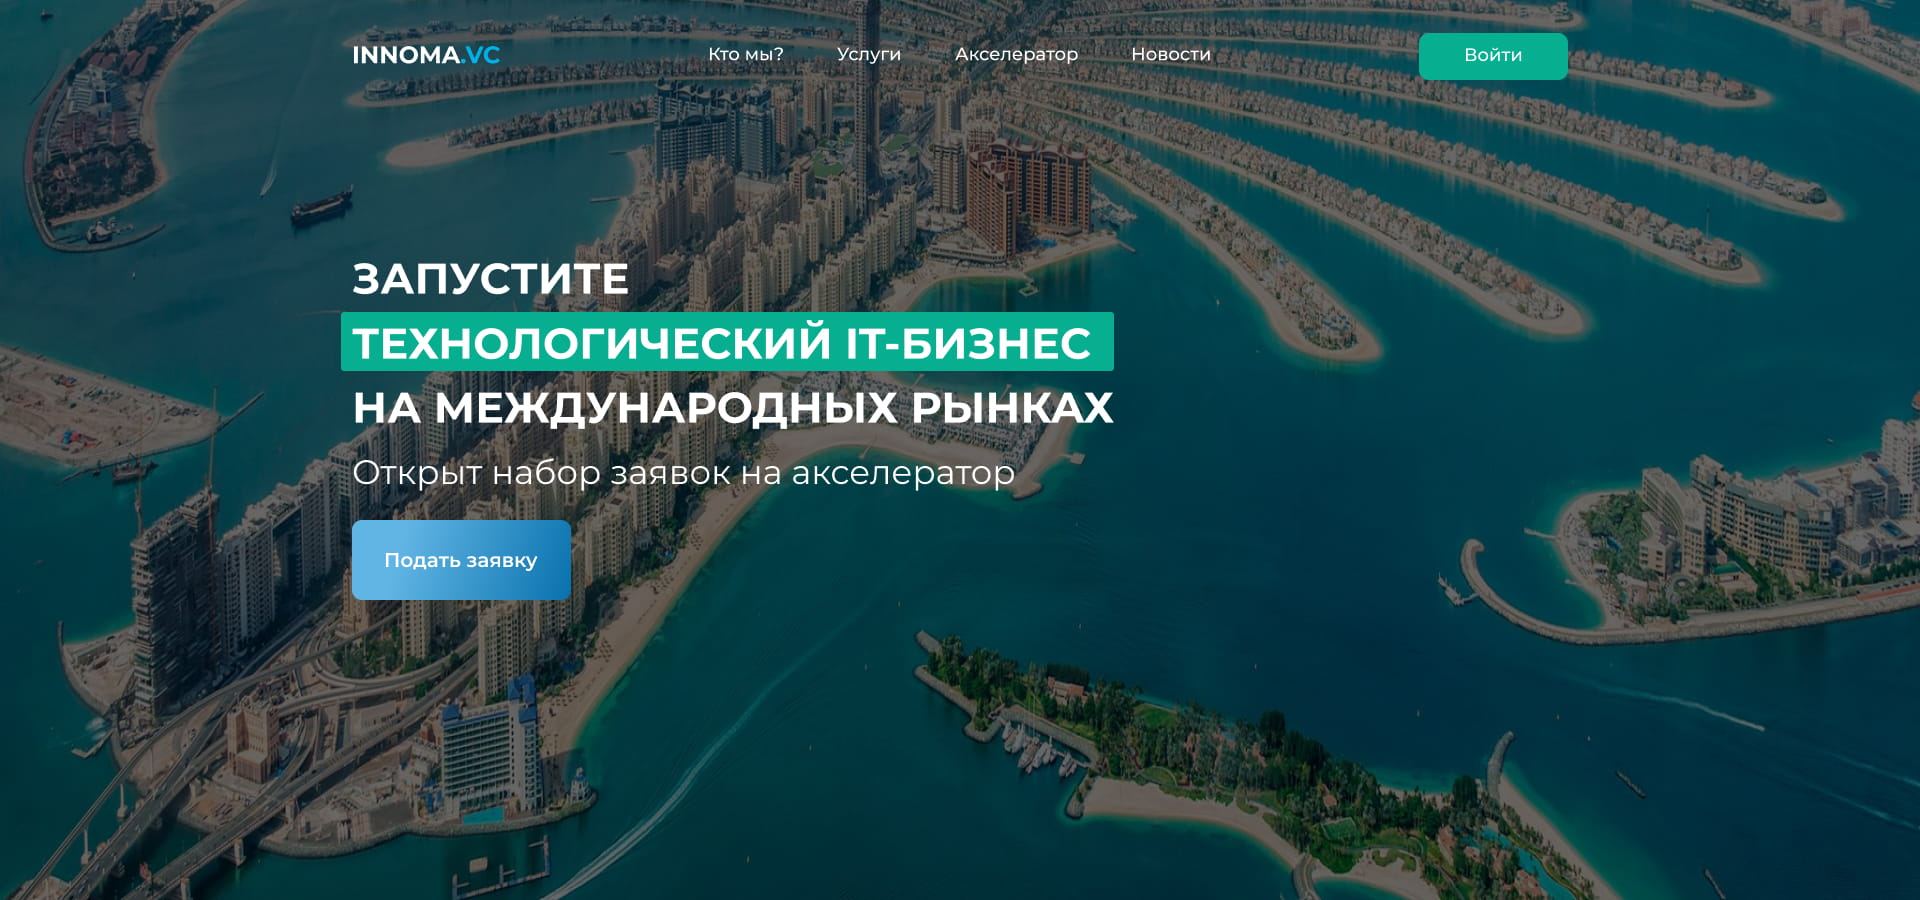 INNOMA.VC
Кто мы? Услуги Акселератор Новости
Войти
ЗАПУСТИТЕ
ТЕХНОЛОГИЧЕСКИЙ IT-БИЗНЕС
НА МЕЖДУНАРОДНЫХ РЫНКАХ
Открыт набор заявок на акселератор
Подать заявку